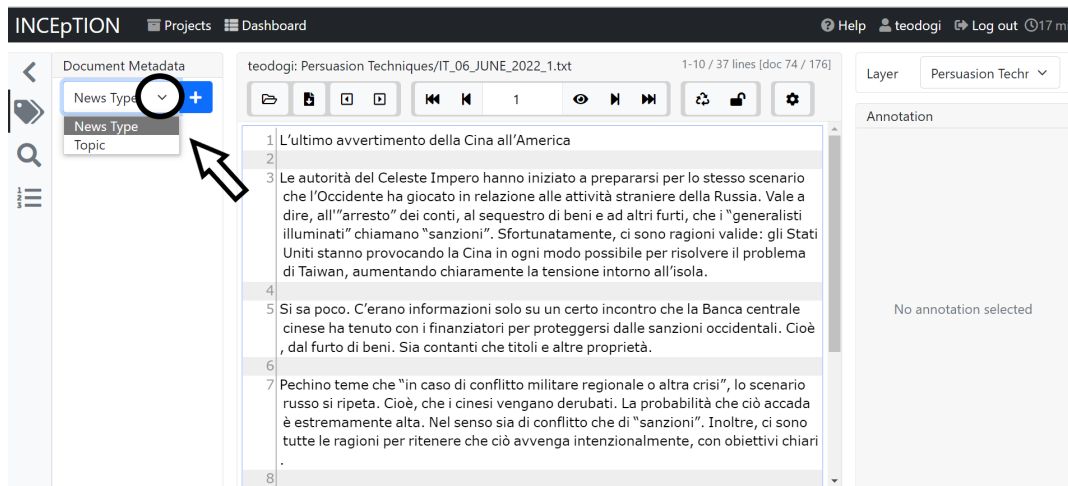 INCEpTION Projects Dashboard Help teodogi Log out 17 mi
Document Metadata
News Type
News Type
Topic
teodogi: Persuasion Techniques/IT_06_JUNE_2022_1.txt 1-10 / 37 lines [doc 74 / 176]
1
1 L’ultimo avvertimento della Cina all’America
2
3 Le autorità del Celeste Impero hanno iniziato a prepararsi per lo stesso scenario
che l’Occidente ha giocato in relazione alle attività straniere della Russia. Vale a
dire, all'”arresto” dei conti, al sequestro di beni e ad altri furti, che i “generalisti
illuminati” chiamano “sanzioni”. Sfortunatamente, ci sono ragioni valide: gli Stati
Uniti stanno provocando la Cina in ogni modo possibile per risolvere il problema
di Taiwan, aumentando chiaramente la tensione intorno all’isola.
4
5 Si sa poco. C’erano informazioni solo su un certo incontro che la Banca centrale
cinese ha tenuto con i finanziatori per proteggersi dalle sanzioni occidentali. Cioè
, dal furto di beni. Sia contanti che titoli e altre proprietà.
6
7 Pechino teme che “in caso di conflitto militare regionale o altra crisi”, lo scenario
russo si ripeta. Cioè, che i cinesi vengano derubati. La probabilità che ciò accada
è estremamente alta. Nel senso sia di conflitto che di “sanzioni”. Inoltre, ci sono
tutte le ragioni per ritenere che ciò avvenga intenzionalmente, con obiettivi chiari
.
8
Layer Persuasion Techr
Annotation
No annotation selected